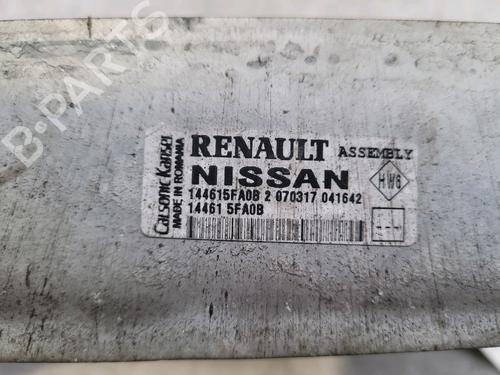 B-PARTS
Calsonic Kansei
MADE IN ROMANIA
RENAULT ASSEMBLY
NISSAN
HW6
144615FA0B 2 070317 041642
14461 5FA0B